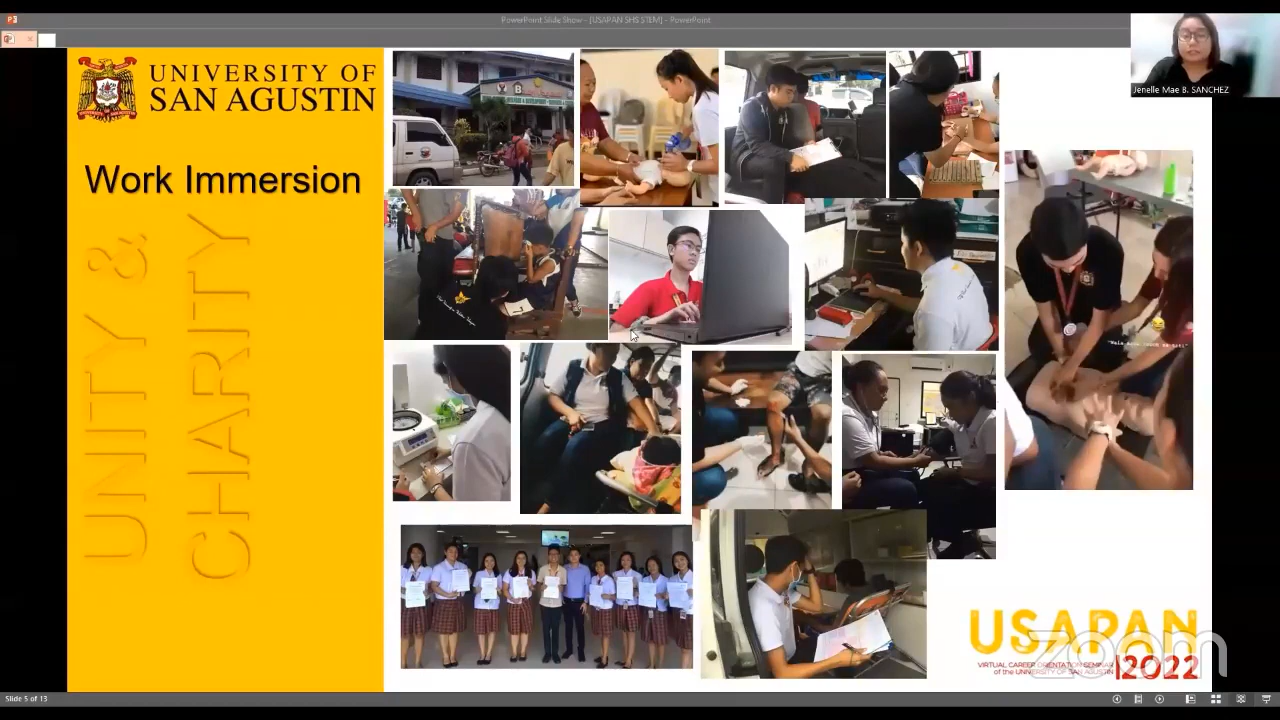 PowerPoint Slide Show - [USAPAN SHS STEM] - PowerPoint
Jenelle Mae B. SANCHEZ
UNIVERSITY OF
SAN AGUSTIN
Work Immersion
UNITY &
CHARITY
USAPAN
VIRTUAL CAREER ORIENTATION SEMINAR
of the UNIVERSITY OF SAN AGUSTIN
2022
zoom
Slide 5 of 13